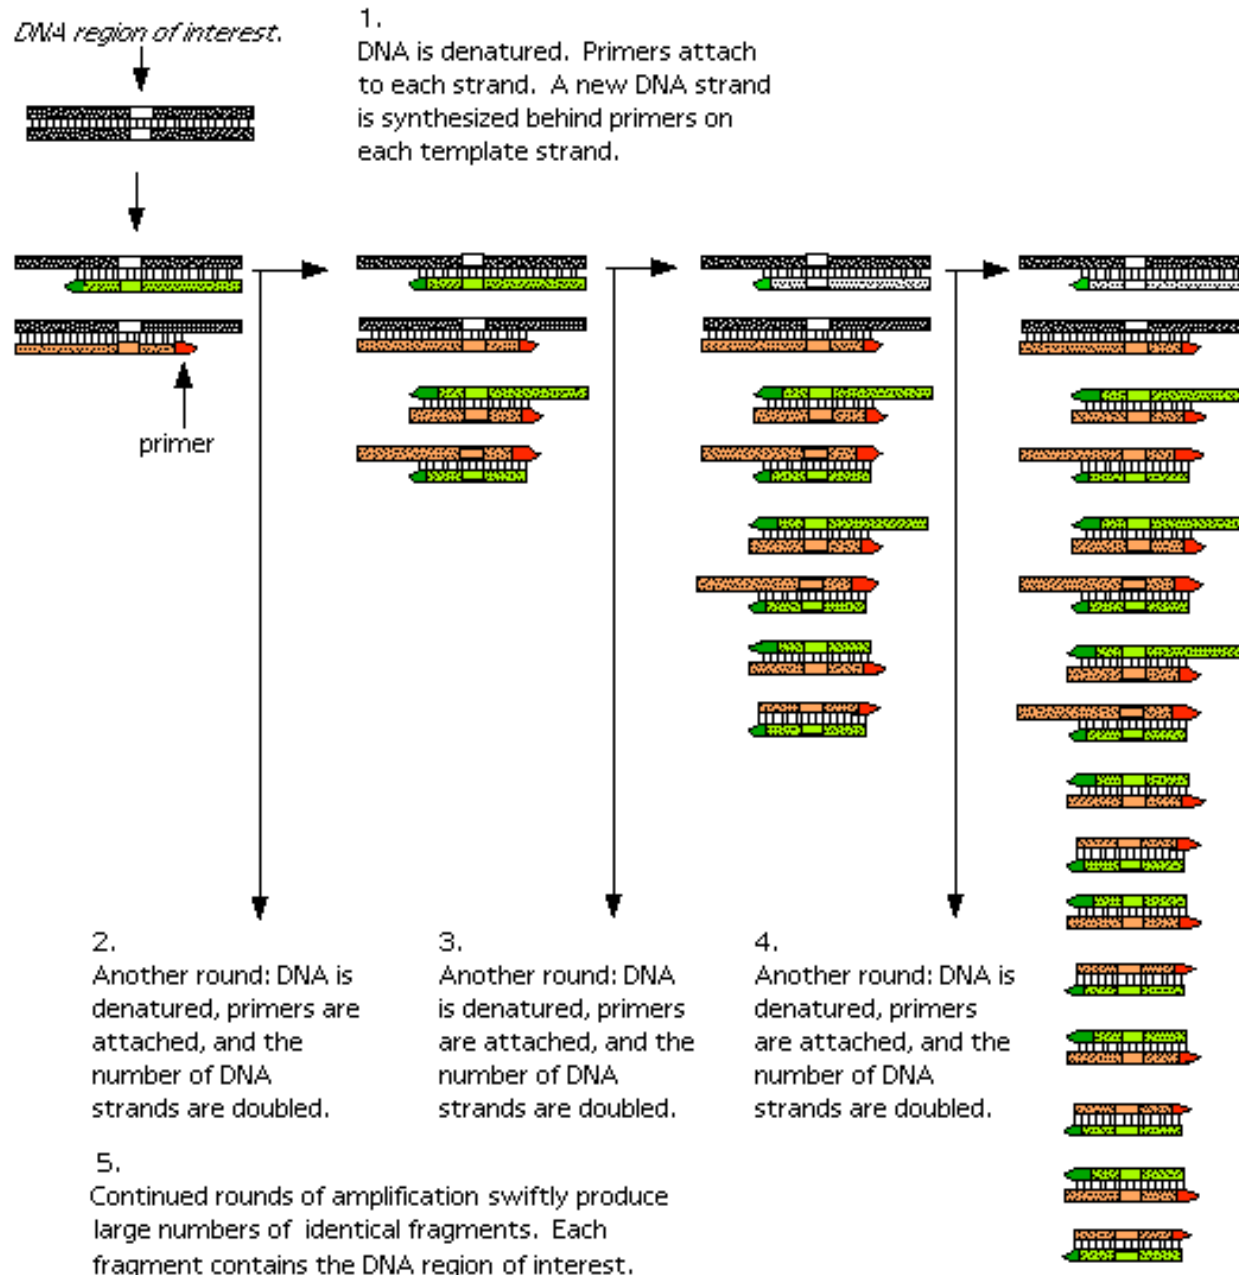 DNA region of interest.
1.
DNA is denatured. Primers attach
to each strand. A new DNA strand
is synthesized behind primers on
each template strand.
primer
2.
Another round: DNA is
denatured, primers are
attached, and the
number of DNA
strands are doubled.
3.
Another round: DNA
is denatured, primers
are attached, and the
number of DNA
strands are doubled.
4.
Another round: DNA is
denatured, primers
are attached, and the
number of DNA
strands are doubled.
5.
Continued rounds of amplification swiftly produce
large numbers of identical fragments. Each
fragment contains the DNA region of interest.